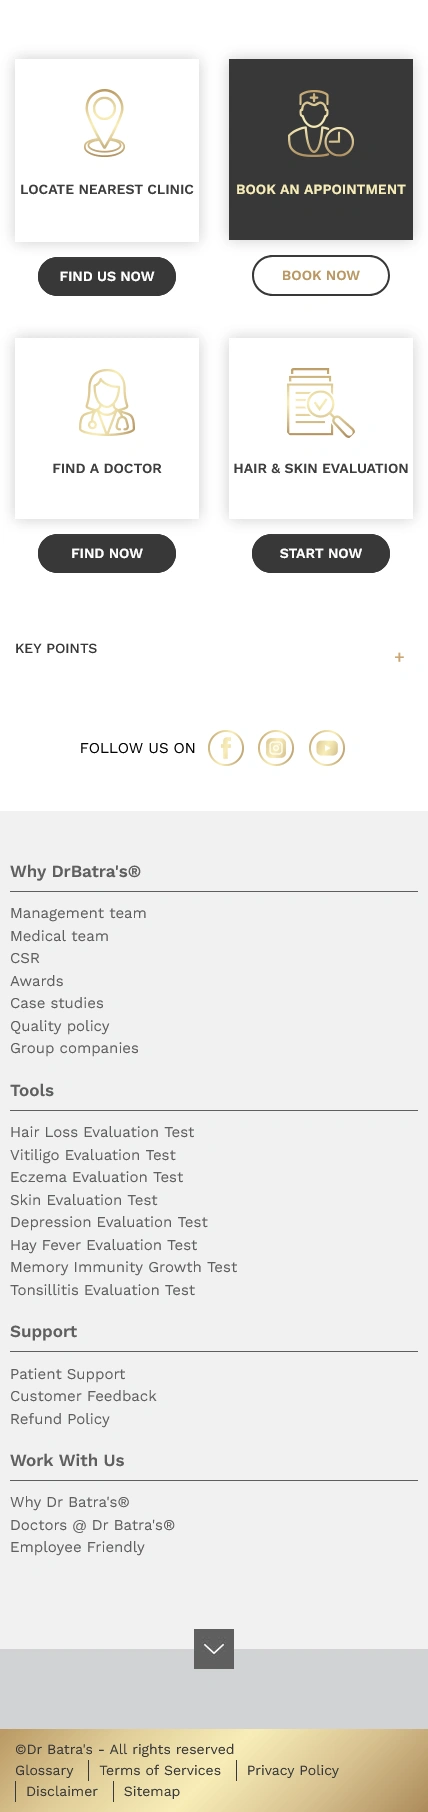 LOCATE NEAREST CLINIC
BOOK AN APPOINTMENT
FIND US NOW
BOOK NOW
FIND A DOCTOR
HAIR & SKIN EVALUATION
FIND NOW
START NOW
KEY POINTS
+
FOLLOW US ON
Why DrBatra's®
Management team
Medical team
CSR
Awards
Case studies
Quality policy
Group companies
Tools
Hair Loss Evaluation Test
Vitiligo Evaluation Test
Eczema Evaluation Test
Skin Evaluation Test
Depression Evaluation Test
Hay Fever Evaluation Test
Memory Immunity Growth Test
Tonsillitis Evaluation Test
Support
Patient Support
Customer Feedback
Refund Policy
Work With Us
Why Dr Batra's®
Doctors @ Dr Batra's®
Employee Friendly
©Dr Batra's - All rights reserved
Glossary | Terms of Services | Privacy Policy
| Disclaimer | Sitemap